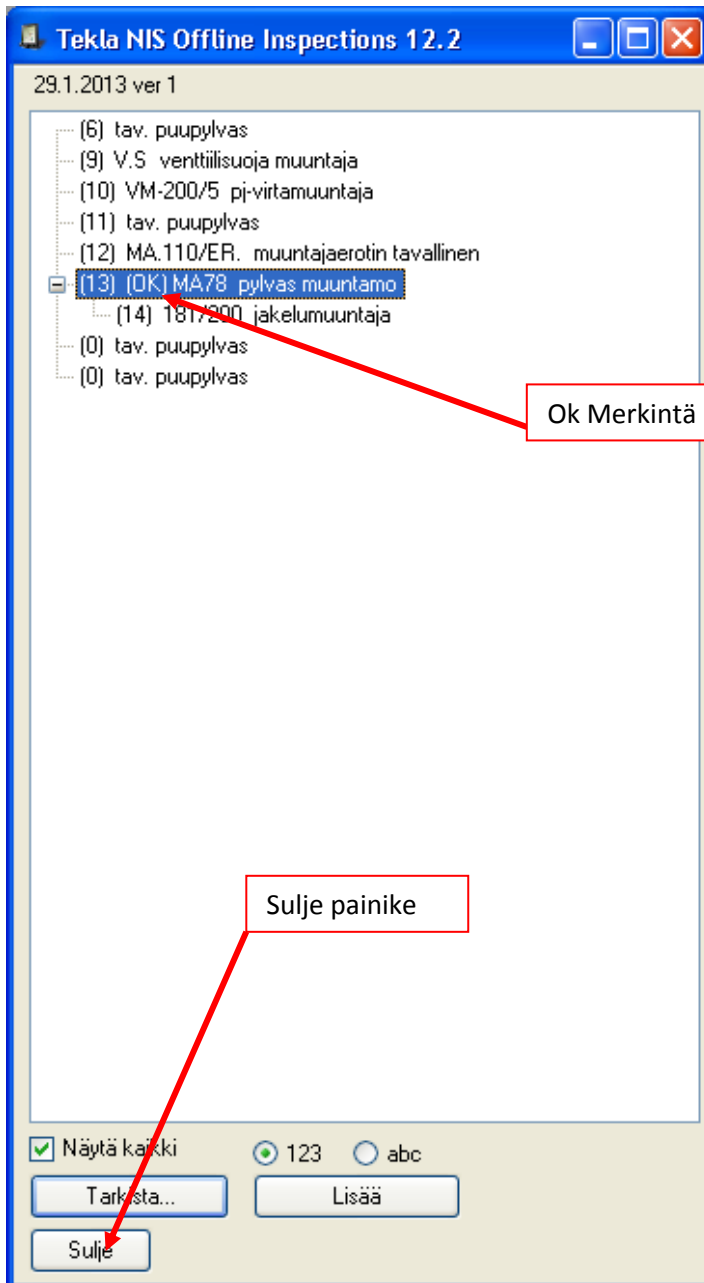 Tekla NIS Offline Inspections 12.2
29.1.2013 ver 1
(6) tav. puupylvas
(9) V.S venttiilisuoja muuntaja
(10) VM-200/5 pj-virtamuuntaja
(11) tav. puupylvas
(12) MA.110/ER. muuntajaerotin tavallinen
(13) (OK) MA78 pylvas muuntamo
(14) 181/200 jakelumuuntaja
(0) tav. puupylvas
(0) tav. puupylvas
Ok Merkintä
Sulje painike
Näytä kaikki 123 abc
Tarkista... Lisää
Sulje